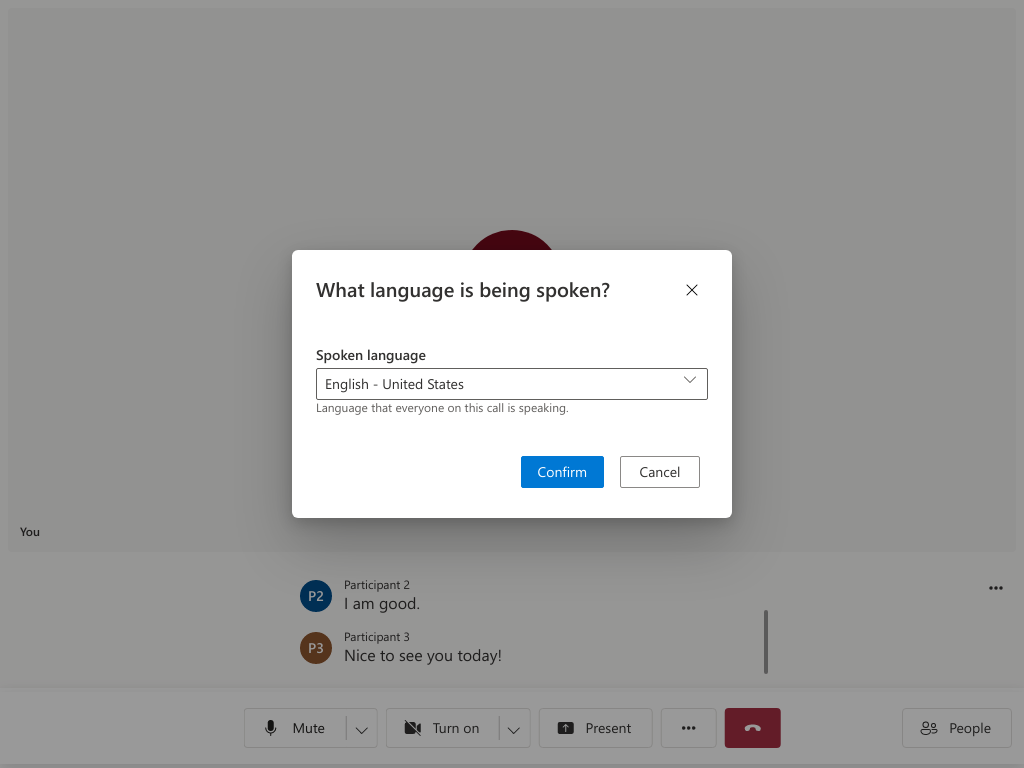 What language is being spoken?
Spoken language
English - United States
Language that everyone on this call is speaking.
Confirm
Cancel
You
P2
Participant 2
I am good.
P3
Participant 3
Nice to see you today!
Mute
Turn on
Present
People